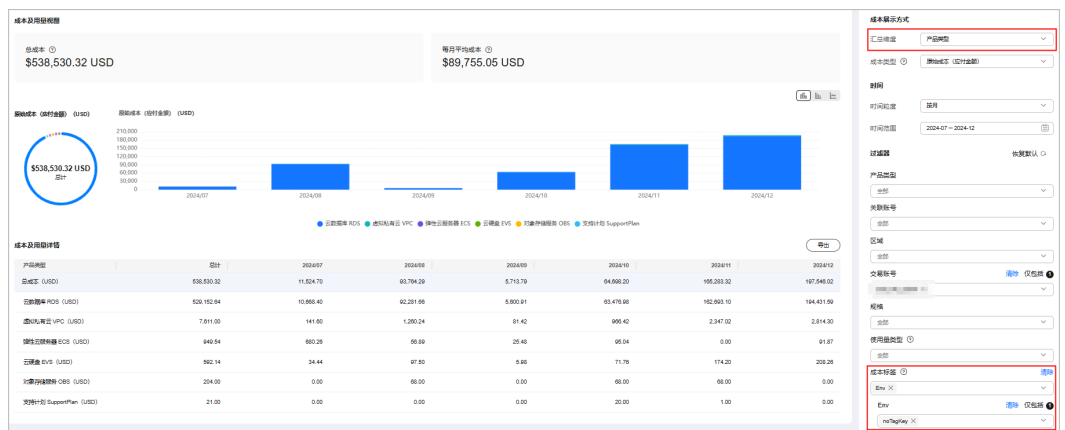 成本及用量视图
总成本
$538,530.32 USD
每月平均成本
$89,755.05 USD
原始成本（应付金额）(USD)
原始成本（应付金额）(USD)
$538,530.32 USD
总计
210,000
180,000
150,000
120,000
90,000
60,000
30,000
0
2024/07 2024/08 2024/09 2024/10 2024/11 2024/12
云数据库 RDS 虚拟私有云 VPC 弹性云服务器 ECS 云硬盘 EVS 对象存储服务 OBS 支持计划 SupportPlan
成本及用量详情 导出
产品类型 总计 2024/07 2024/08 2024/09 2024/10 2024/11 2024/12
总成本 (USD) 538,530.32 11,524.70 93,764.29 5,713.79 64,698.20 165,283.32 197,546.02
云数据库 RDS (USD) 529,152.64 10,668.40 92,281.66 5,600.91 63,476.98 162,693.10 194,431.59
虚拟私有云 VPC (USD) 7,611.00 141.60 1,260.24 81.42 966.42 2,347.02 2,814.30
弹性云服务器 ECS (USD) 949.54 680.26 56.89 25.48 95.04 0.00 91.87
云硬盘 EVS (USD) 592.14 34.44 97.50 5.98 71.76 174.20 208.26
对象存储服务 OBS (USD) 204.00 0.00 68.00 0.00 68.00 68.00 0.00
支持计划 SupportPlan (USD) 21.00 0.00 0.00 0.00 20.00 1.00 0.00
成本展示方式
汇总维度 产品类型
成本类型 原始成本（应付金额）
时间
时间粒度 按月
时间范围 2024-07 – 2024-12
过滤器 恢复默认
产品类型
全部
关联账号
全部
区域
全部
交易账号 清除 仅包括 1
规格
全部
使用量类型
全部
成本标签 清除
Env ×
Env 清除 仅包括 1
noTagKey ×